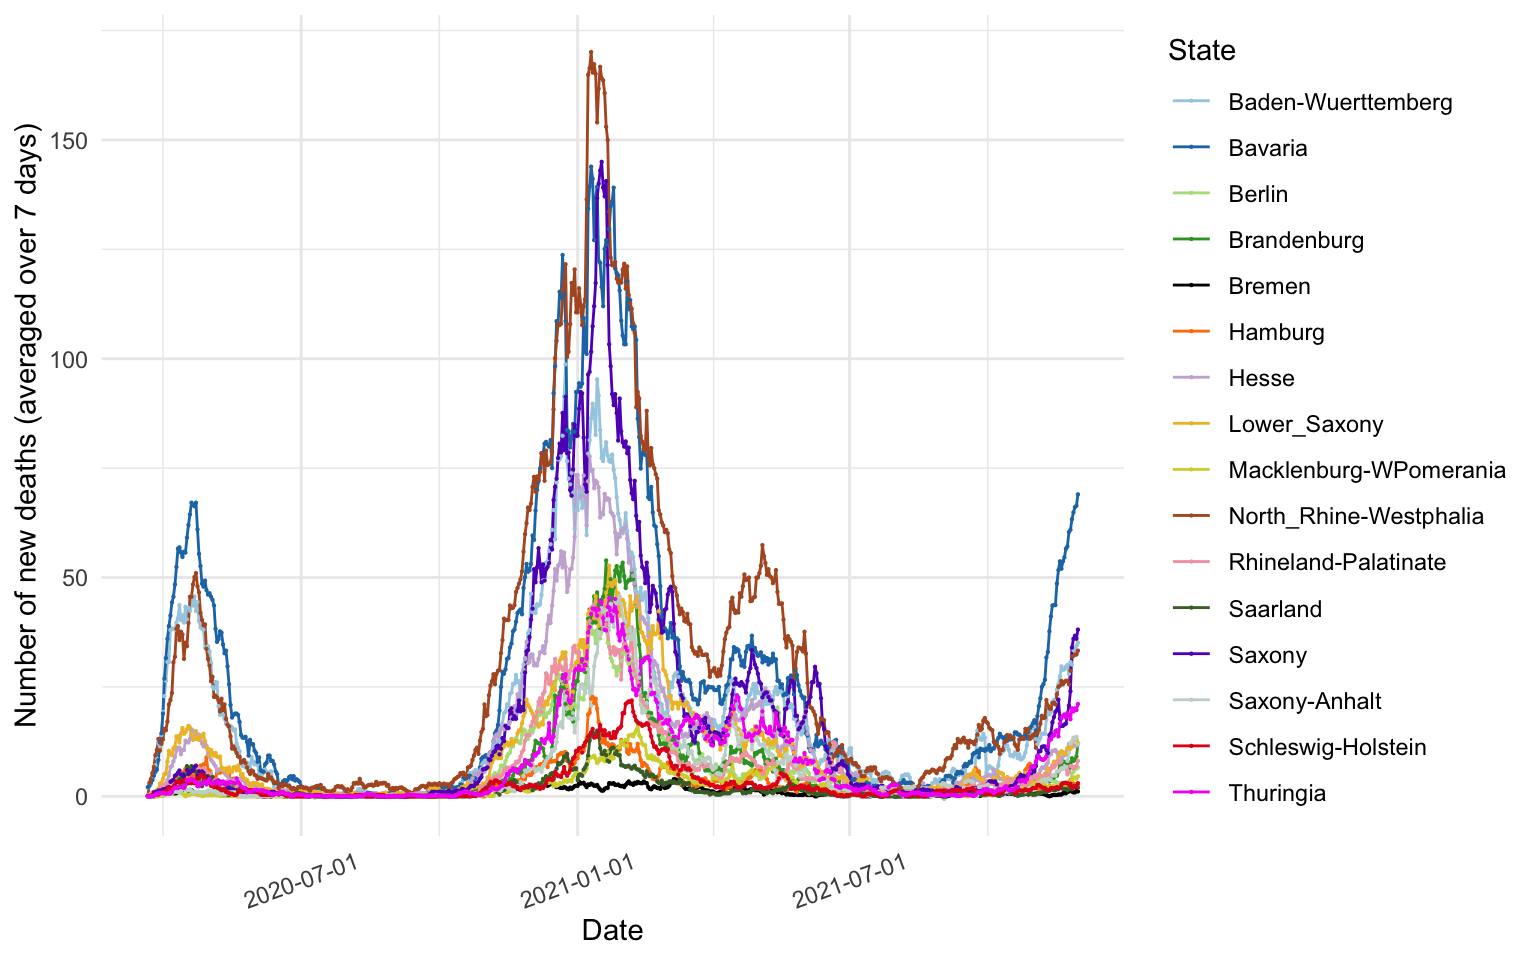 Number of new deaths (averaged over 7 days)
150
100
50
0
2020-07-01
2021-01-01
2021-07-01
Date
State
Baden-Wuerttemberg
Bavaria
Berlin
Brandenburg
Bremen
Hamburg
Hesse
Lower_Saxony
Macklenburg-WPomerania
North_Rhine-Westphalia
Rhineland-Palatinate
Saarland
Saxony
Saxony-Anhalt
Schleswig-Holstein
Thuringia